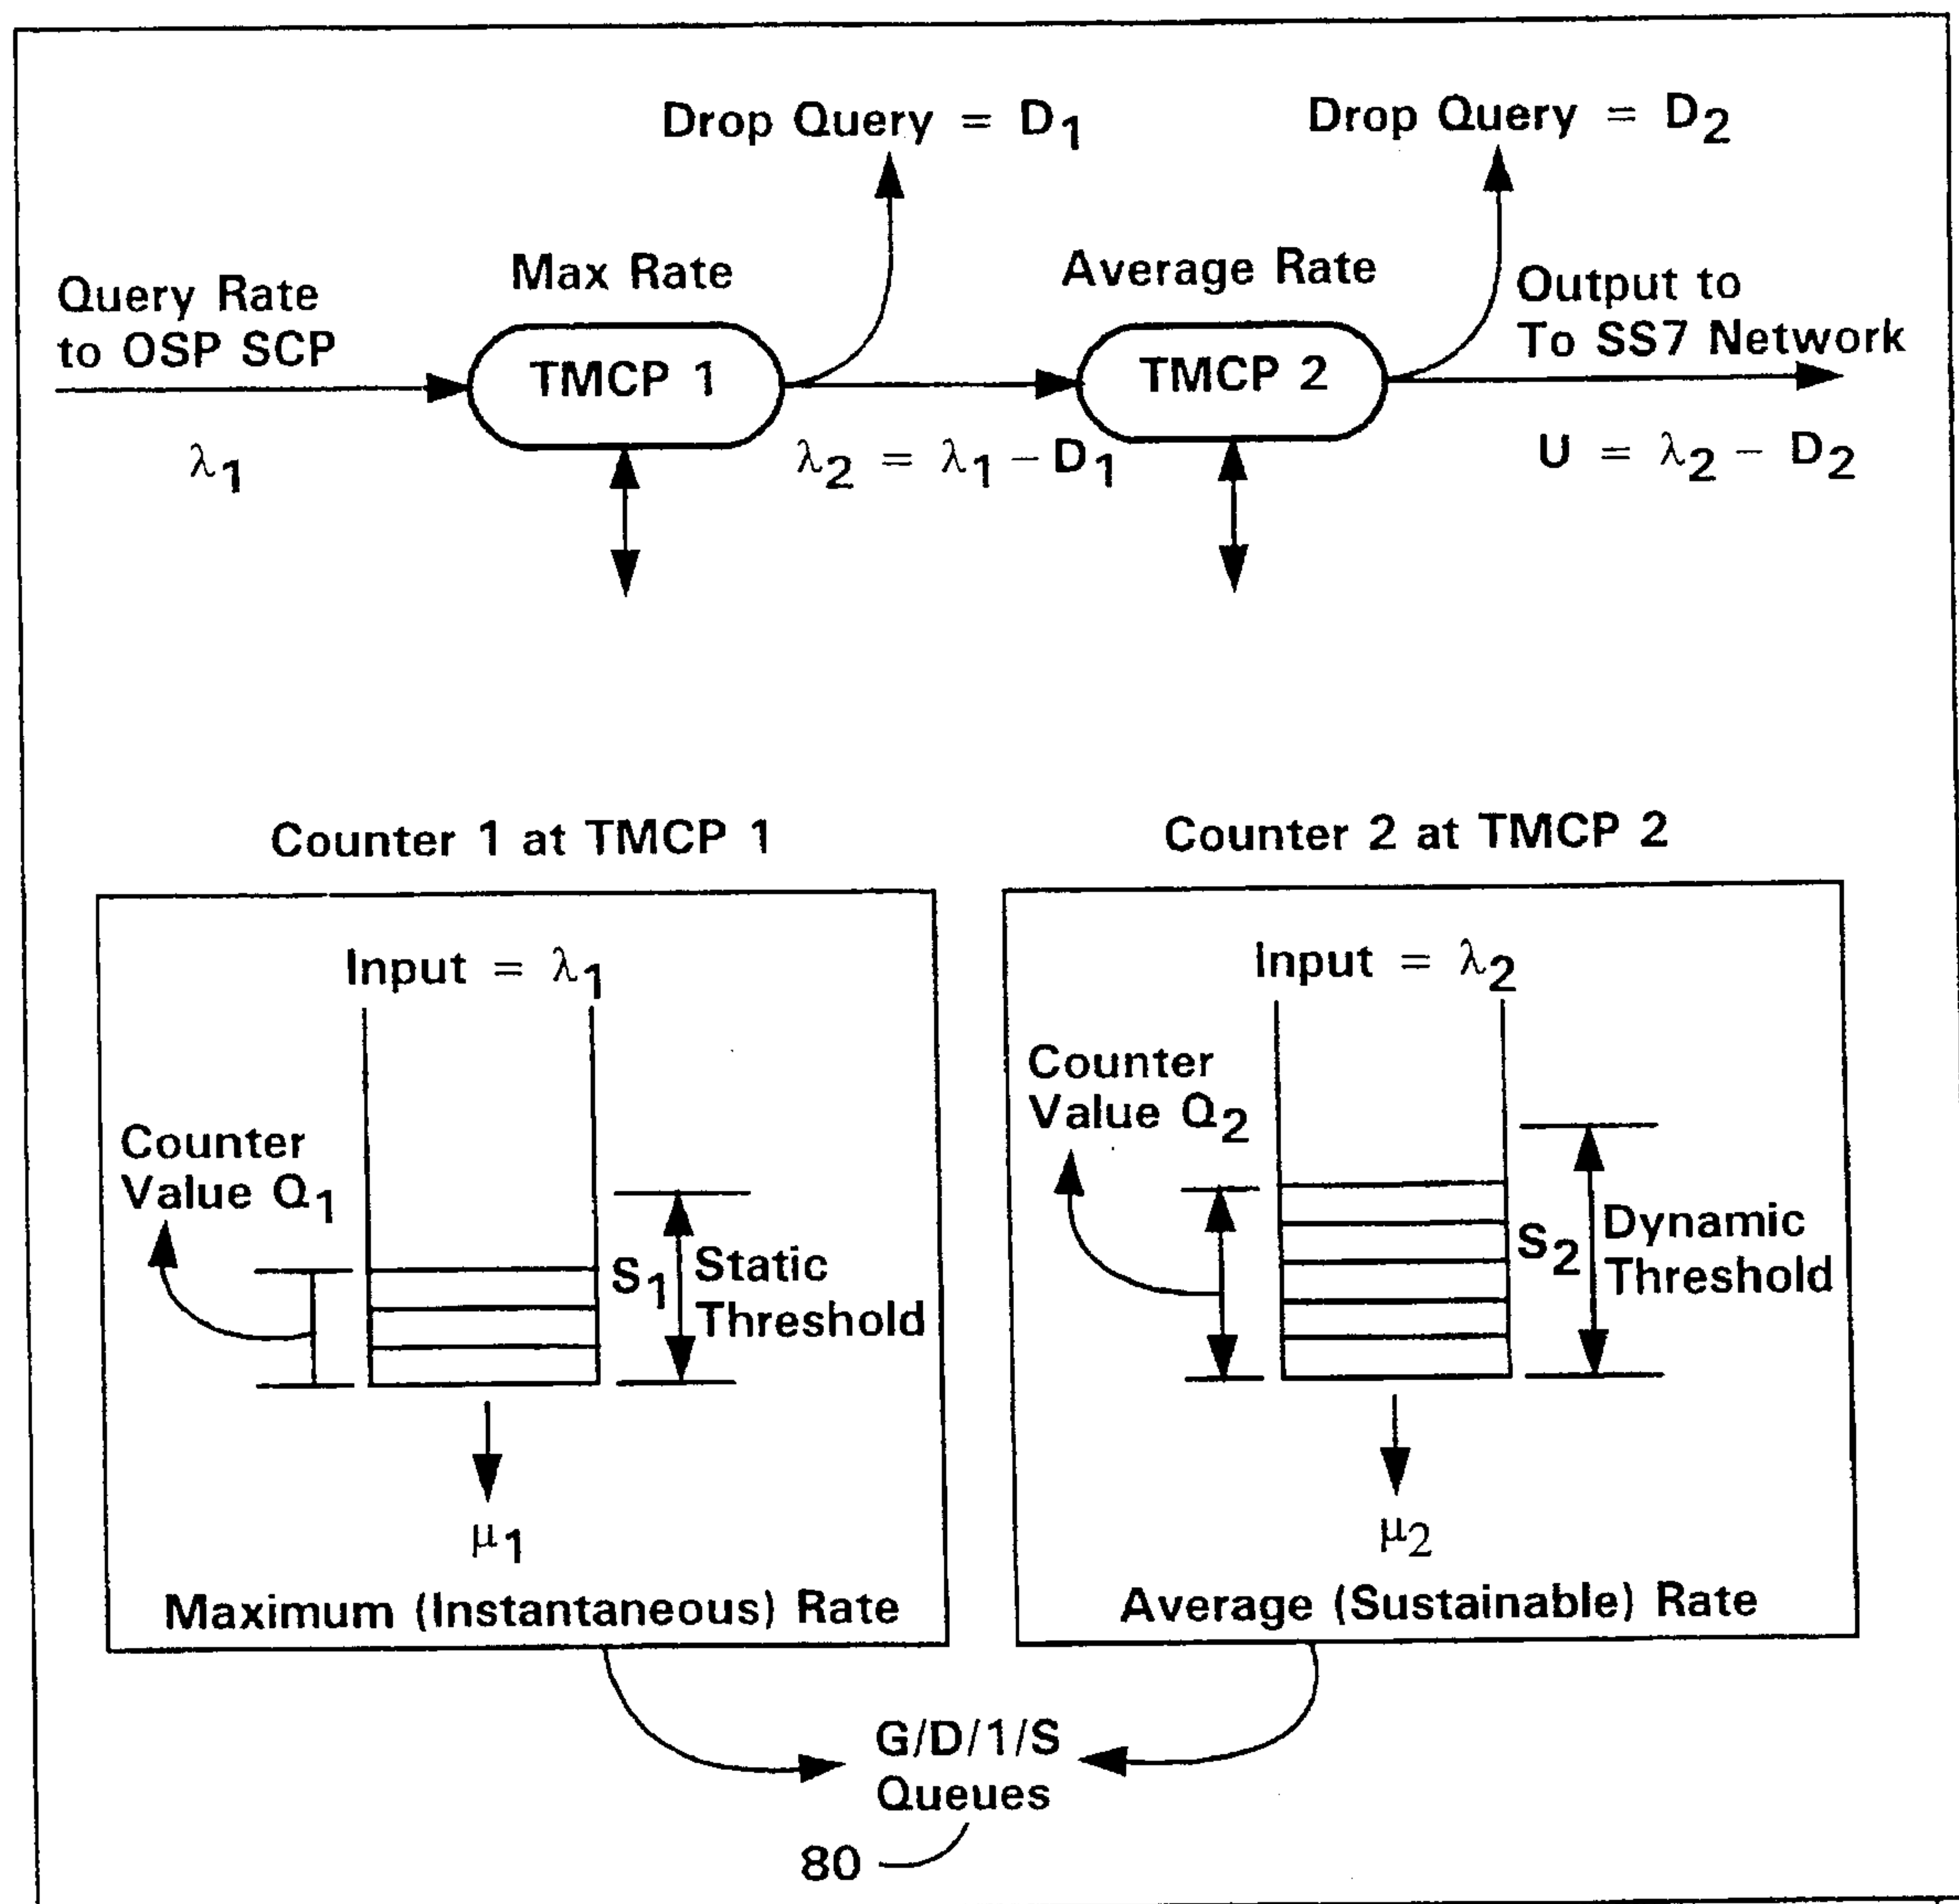 Drop Query = D1
Drop Query = D2
Max Rate
Average Rate
Query Rate
to OSP SCP
Output to
To SS7 Network
TMCP 1
TMCP 2
λ1
λ2 = λ1 – D1
U = λ2 – D2
Counter 1 at TMCP 1
Counter 2 at TMCP 2
Input = λ1
Counter
Value Q1
S1
Static
Threshold
μ1
Maximum (Instantaneous) Rate
Input = λ2
Counter
Value Q2
S2
Dynamic
Threshold
μ2
Average (Sustainable) Rate
G/D/1/S
Queues
80